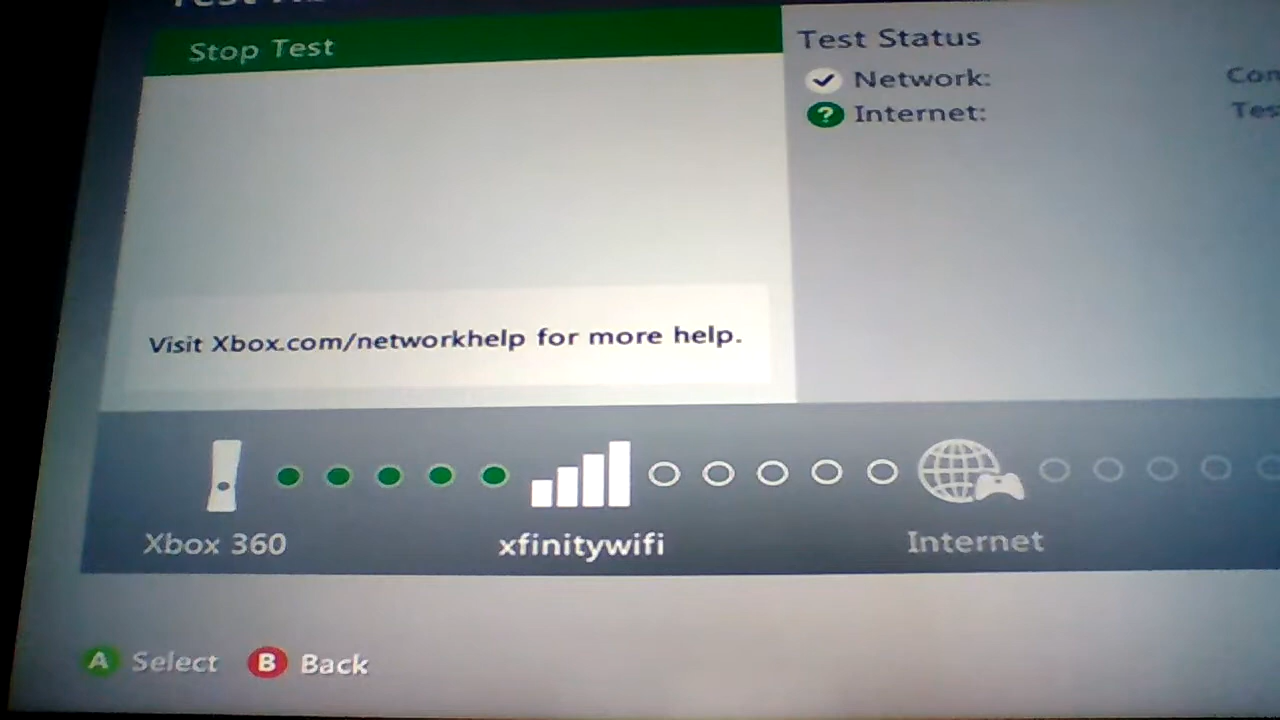 Stop Test
Test Status
Network:
Internet:
Visit Xbox.com/networkhelp for more help.
Xbox 360
xfinitywifi
Internet
A Select B Back